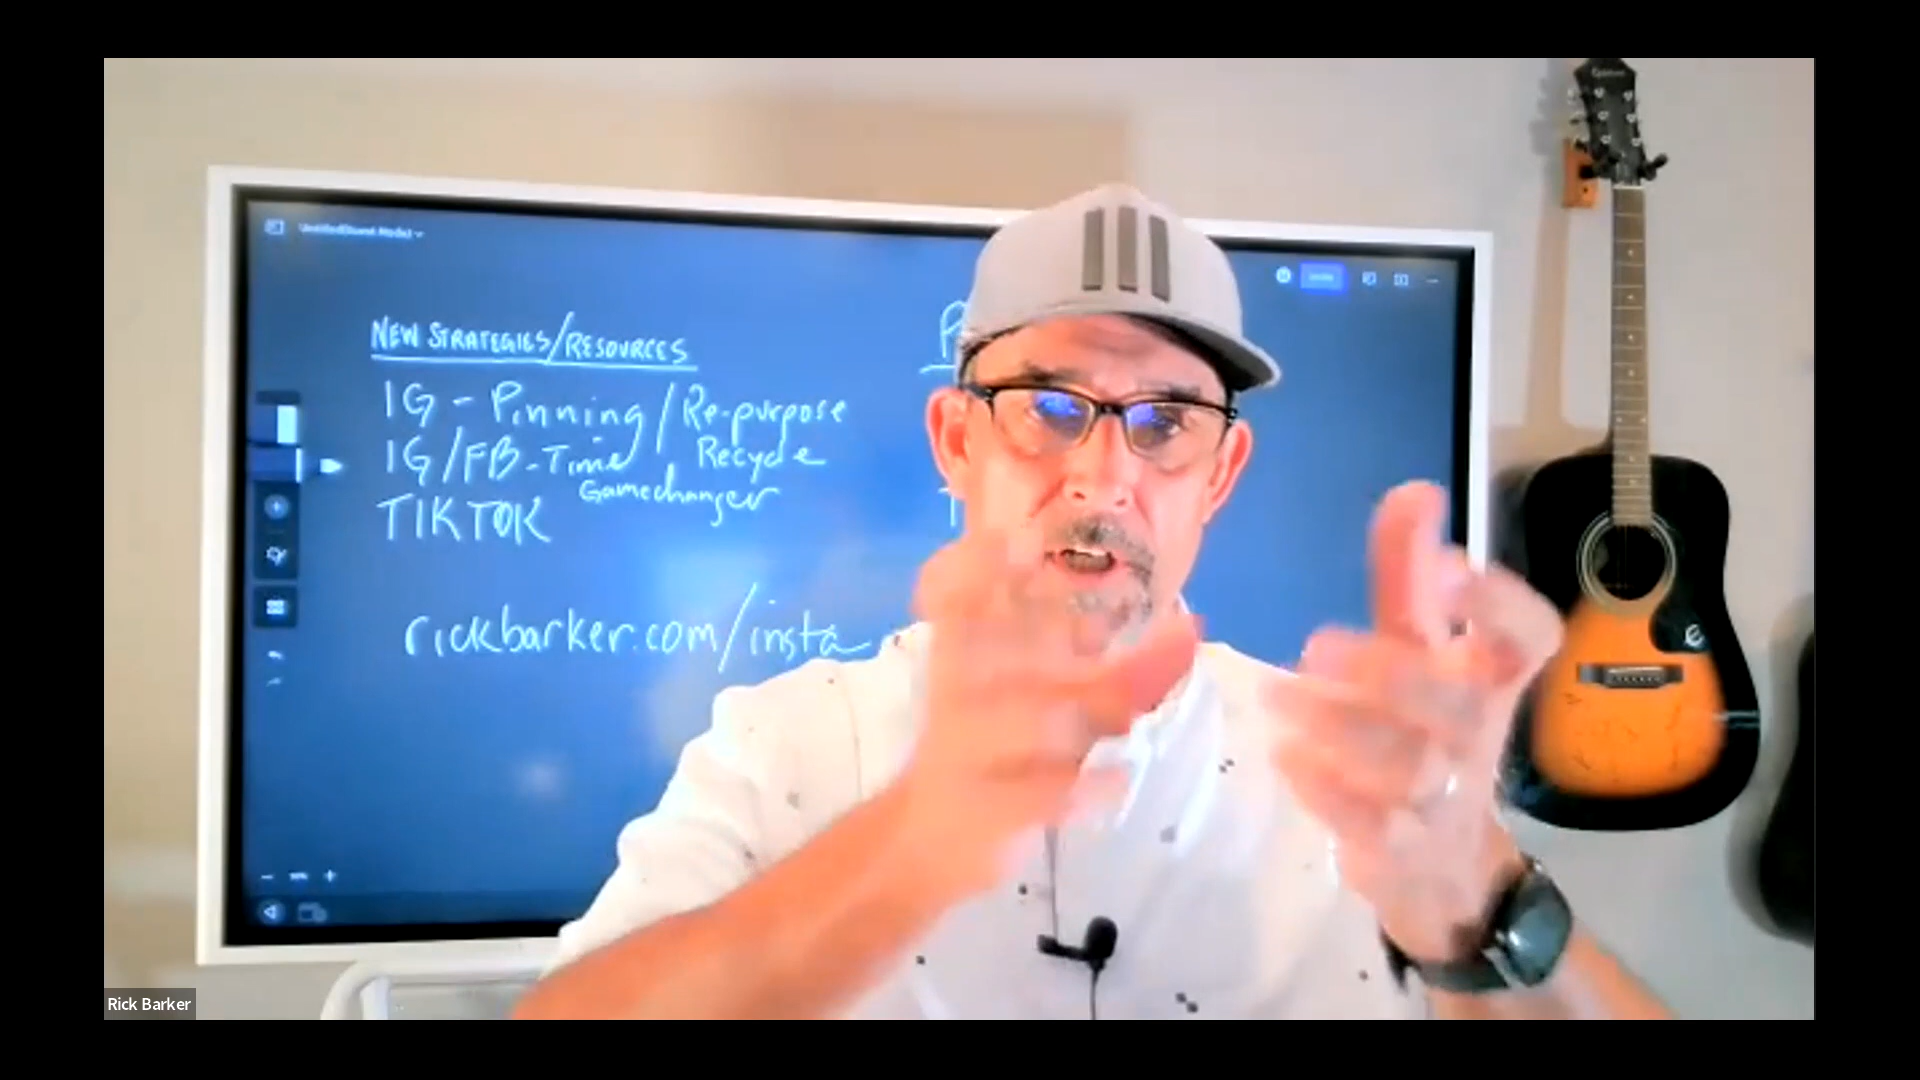 NEW STRATEGIES/RESOURCES
IG - Pinning/Re-purpose
Recycle
IG/FB-Time
Gamechanger
TIKTOK
rickbarker.com/insta
Rick Barker